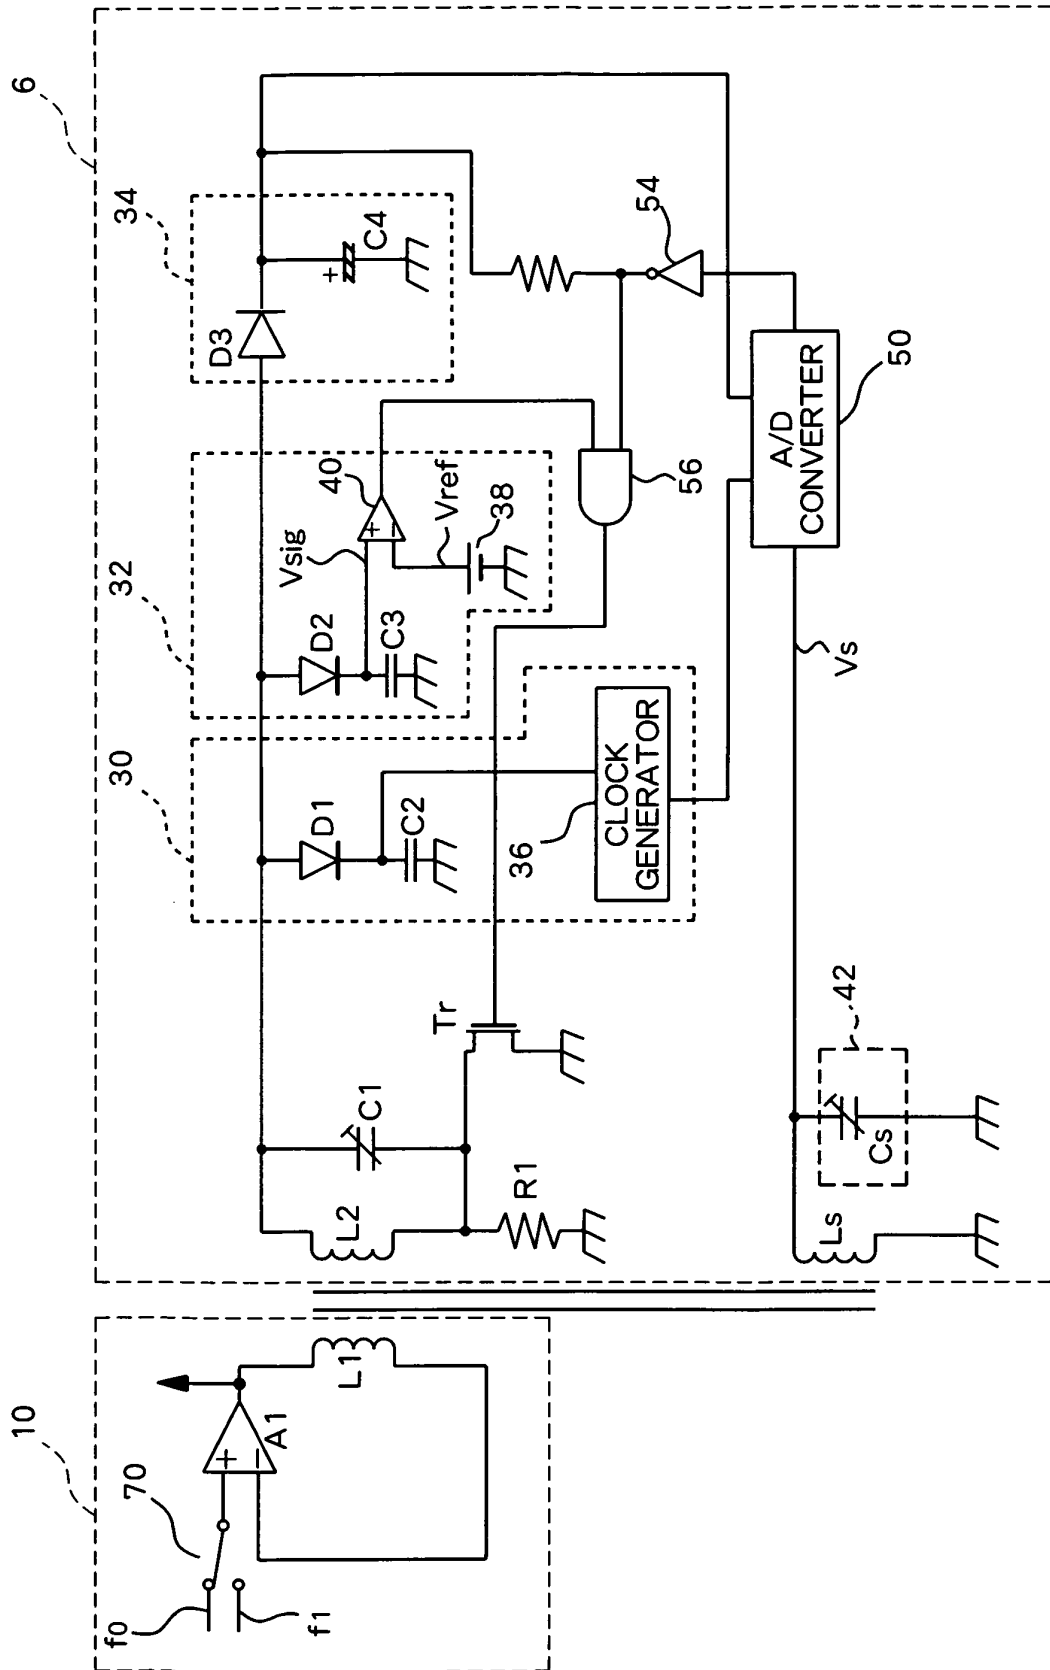 10
70
f0
f1
+
−
A1
L1
6
L2
C1
R1
Tr
30
D1
C2
36
CLOCK
GENERATOR
32
D2
C3
Vsig
40
+
−
Vref
38
34
D3
+
C4
54
56
A/D
CONVERTER
50
Vs
42
Cs
Ls